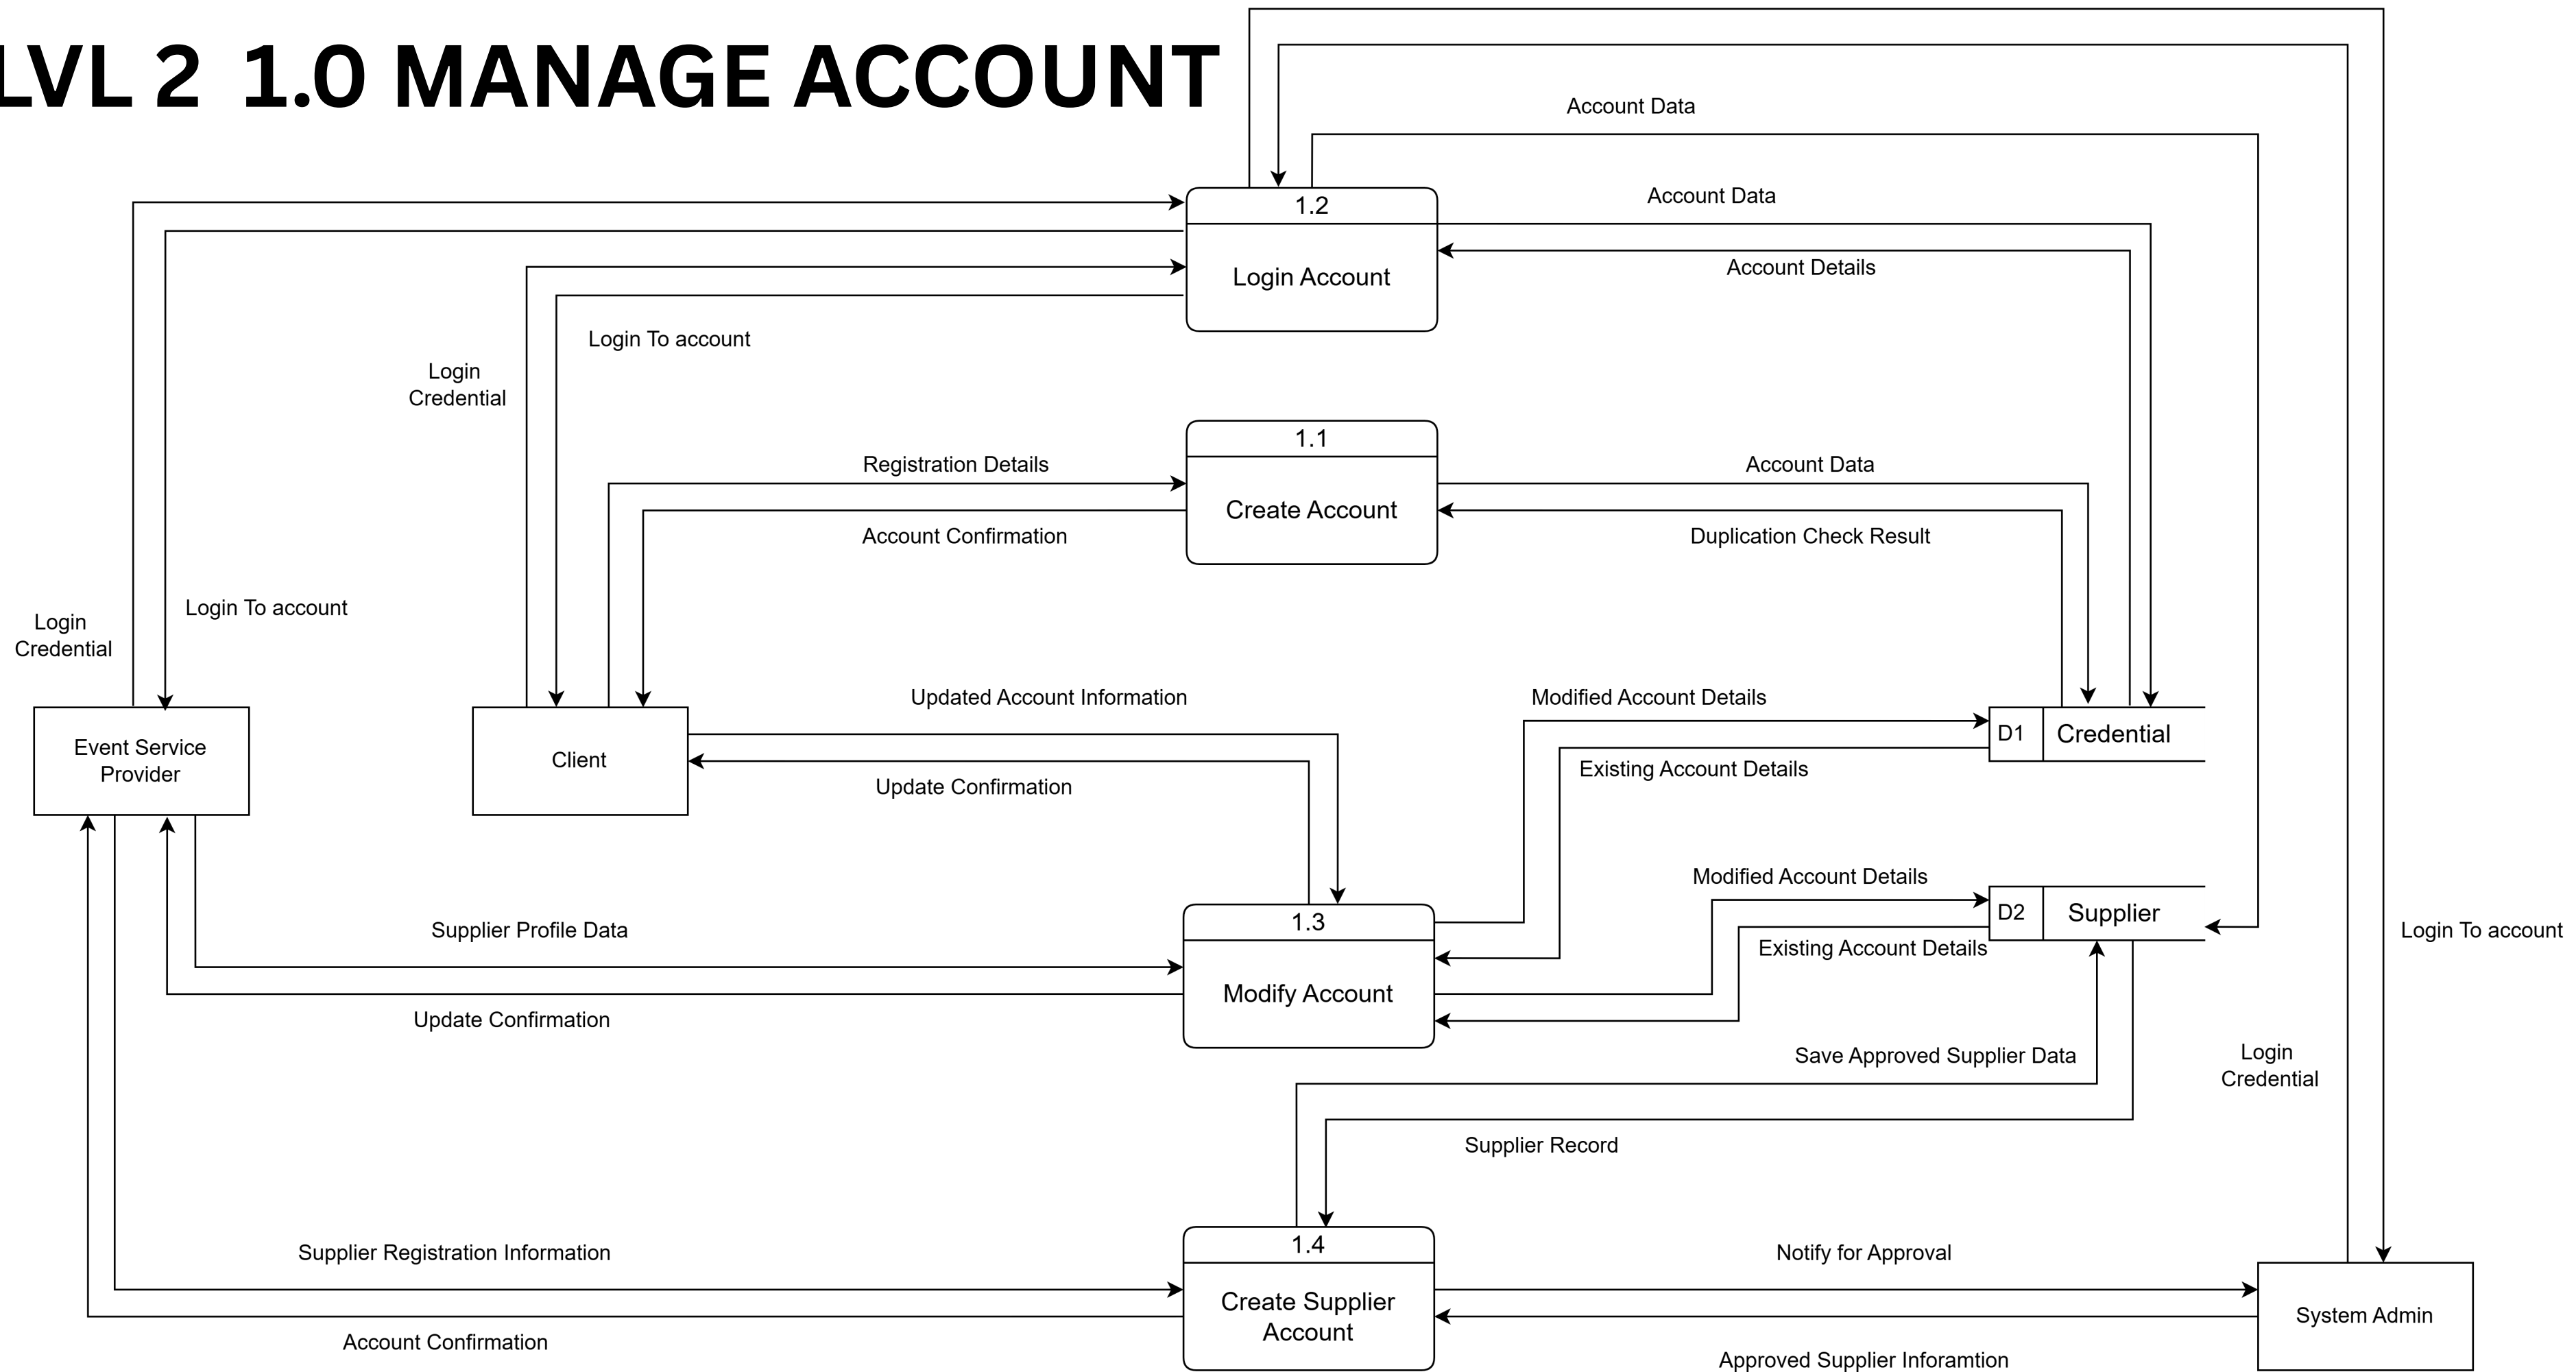 LVL 2 1.0 MANAGE ACCOUNT
Account Data
1.2
Login Account
Account Data
Account Details
Login To account
Login
Credential
1.1
Create Account
Registration Details
Account Confirmation
Account Data
Duplication Check Result
Login To account
Login
Credential
Event Service
Provider
Client
Updated Account Information
Update Confirmation
Modified Account Details
D1
Credential
Existing Account Details
Modified Account Details
D2
Supplier
Existing Account Details
Supplier Profile Data
Update Confirmation
1.3
Modify Account
Login To account
Login
Credential
Save Approved Supplier Data
Supplier Record
Supplier Registration Information
Account Confirmation
1.4
Create Supplier
Account
Notify for Approval
System Admin
Approved Supplier Inforamtion